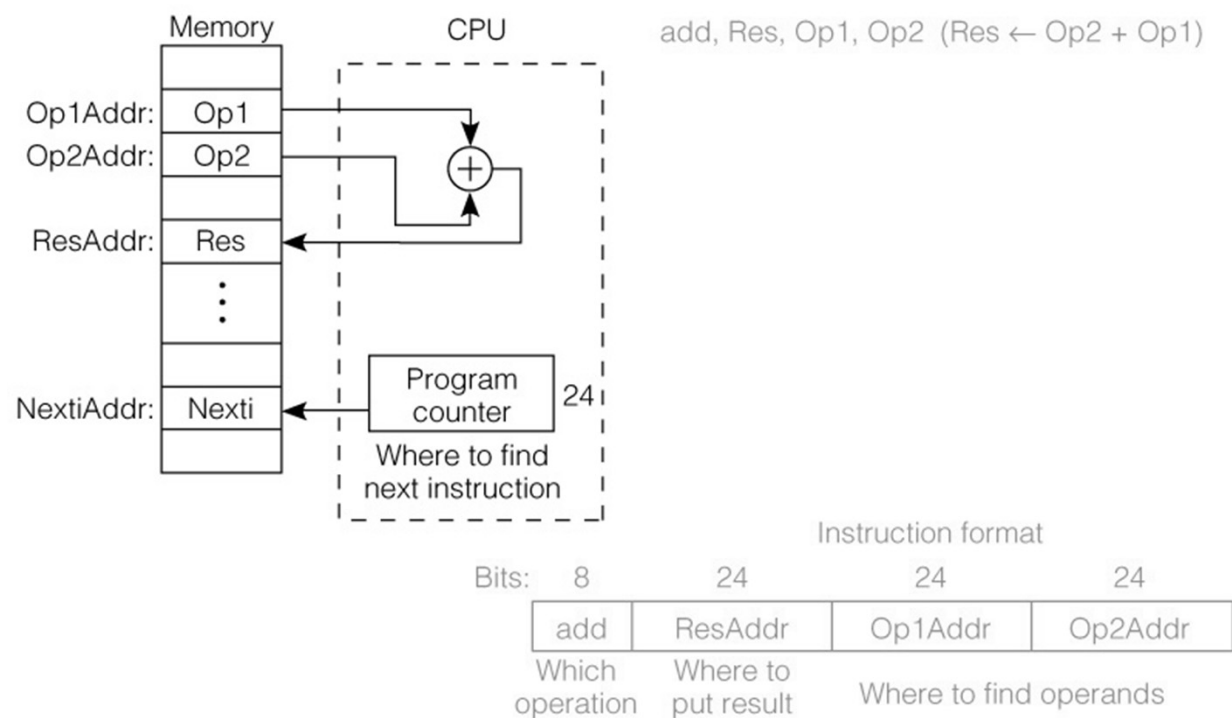 Memory
CPU
add, Res, Op1, Op2 (Res ← Op2 + Op1)
Op1Addr: Op1
Op2Addr: Op2
+
ResAddr: Res
NextiAddr: Nexti
Program
counter
24
Where to find
next instruction
Instruction format
Bits: 8 24 24 24
add ResAddr Op1Addr Op2Addr
Which
operation
Where to
put result
Where to find operands